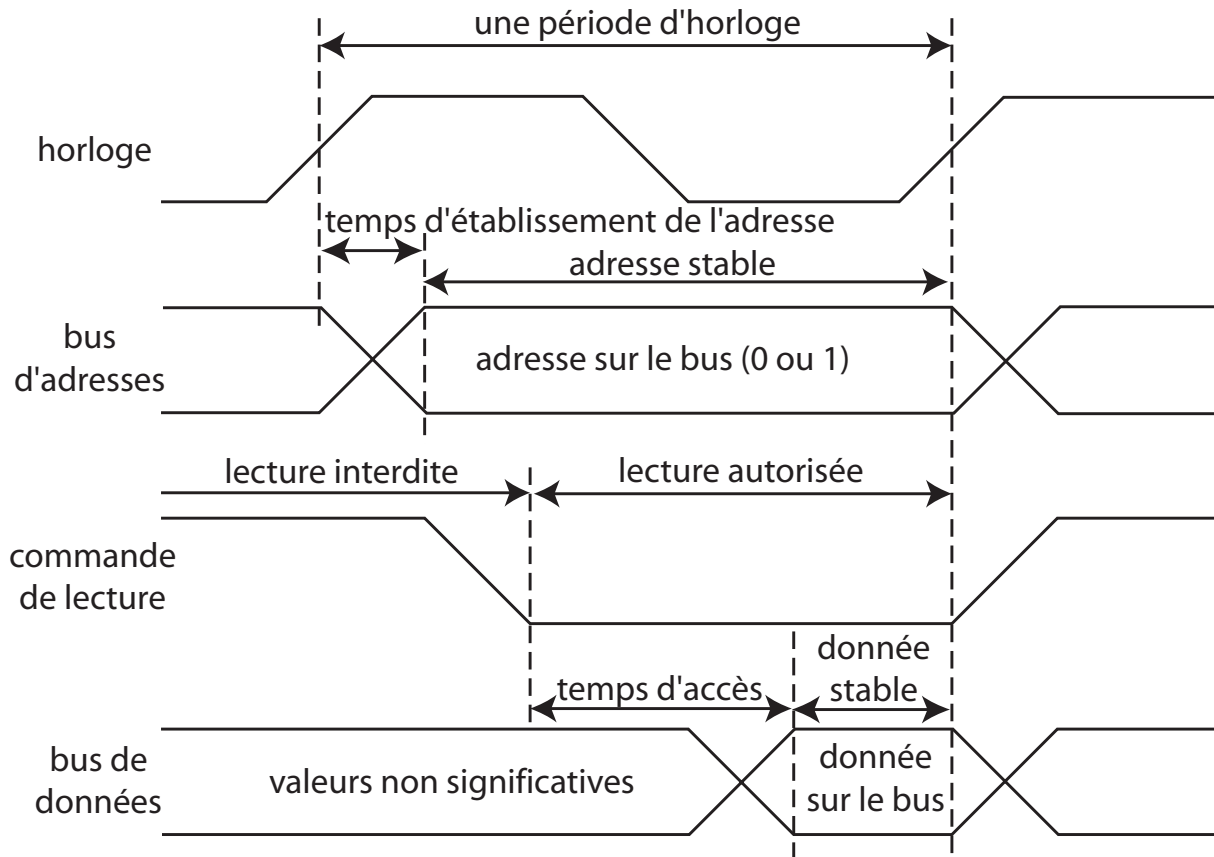 une période d'horloge
horloge
temps d'établissement de l'adresse
adresse stable
bus
d'adresses
adresse sur le bus (0 ou 1)
lecture interdite
lecture autorisée
commande
de lecture
donnée
stable
temps d'accès
bus de
données
valeurs non significatives
donnée
sur le bus